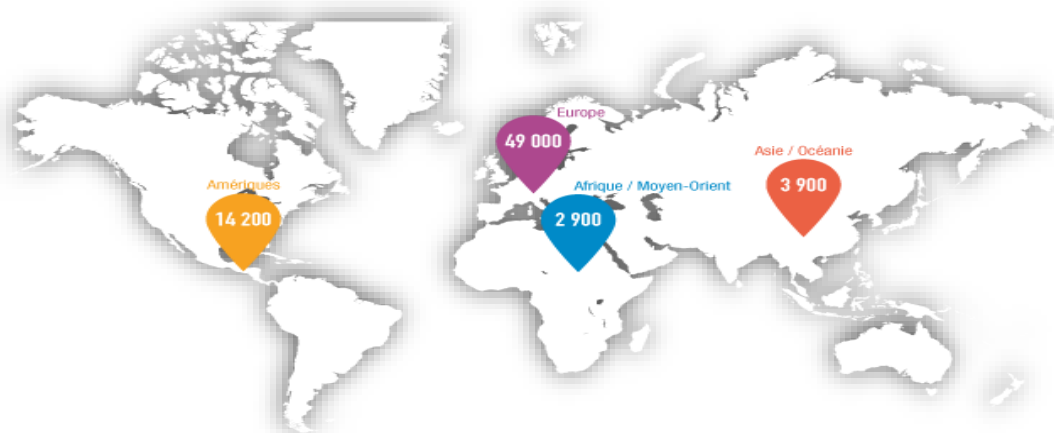 Europe
49 000
Asie / Océanie
3 900
Amériques
14 200
Afrique / Moyen-Orient
2 900